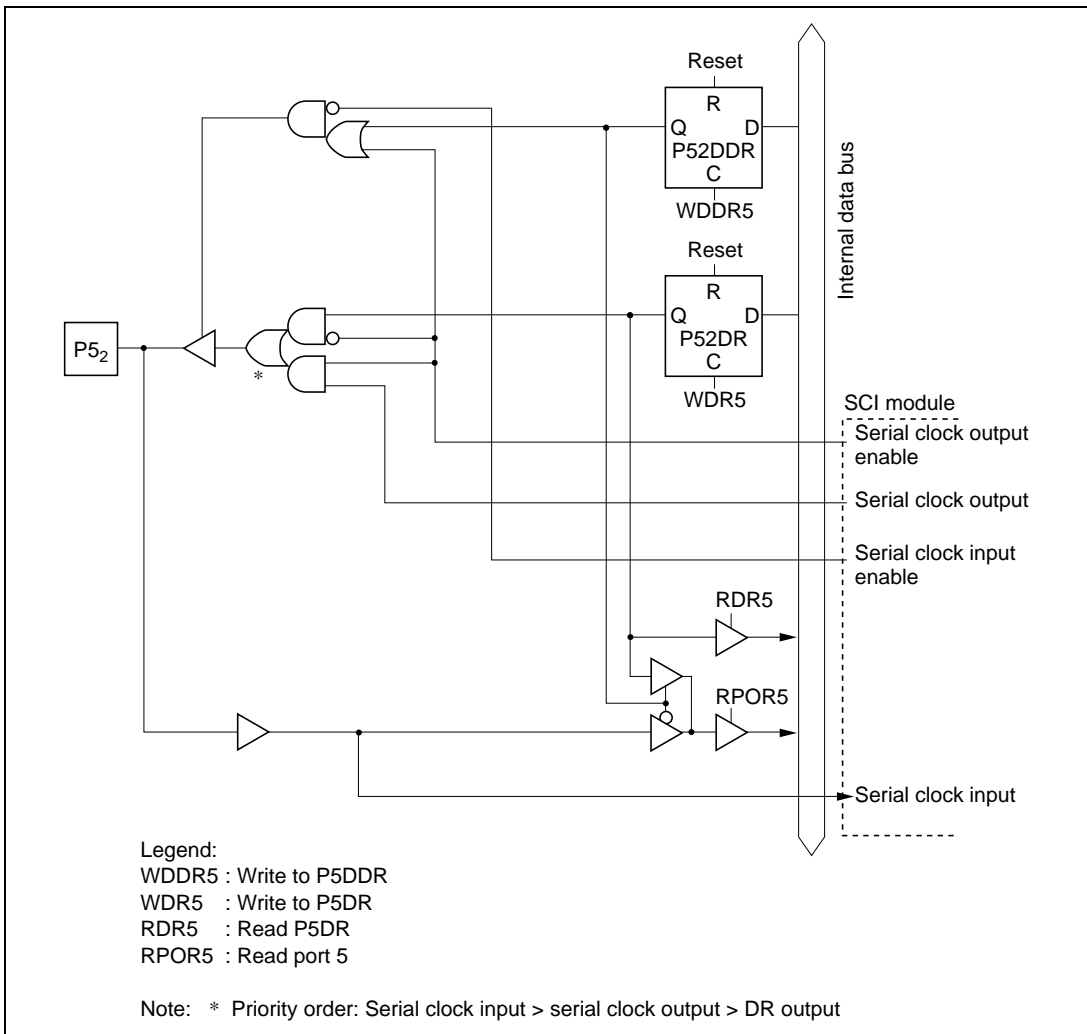 Reset
R
Q D
P52DDR
C
WDDR5
Internal data bus
Reset
R
Q D
P52DR
C
WDR5
P5₂
*
SCI module
Serial clock output
enable
Serial clock output
Serial clock input
enable
RDR5
RPOR5
Serial clock input
Legend:
WDDR5 : Write to P5DDR
WDR5 : Write to P5DR
RDR5 : Read P5DR
RPOR5 : Read port 5
Note: * Priority order: Serial clock input > serial clock output > DR output